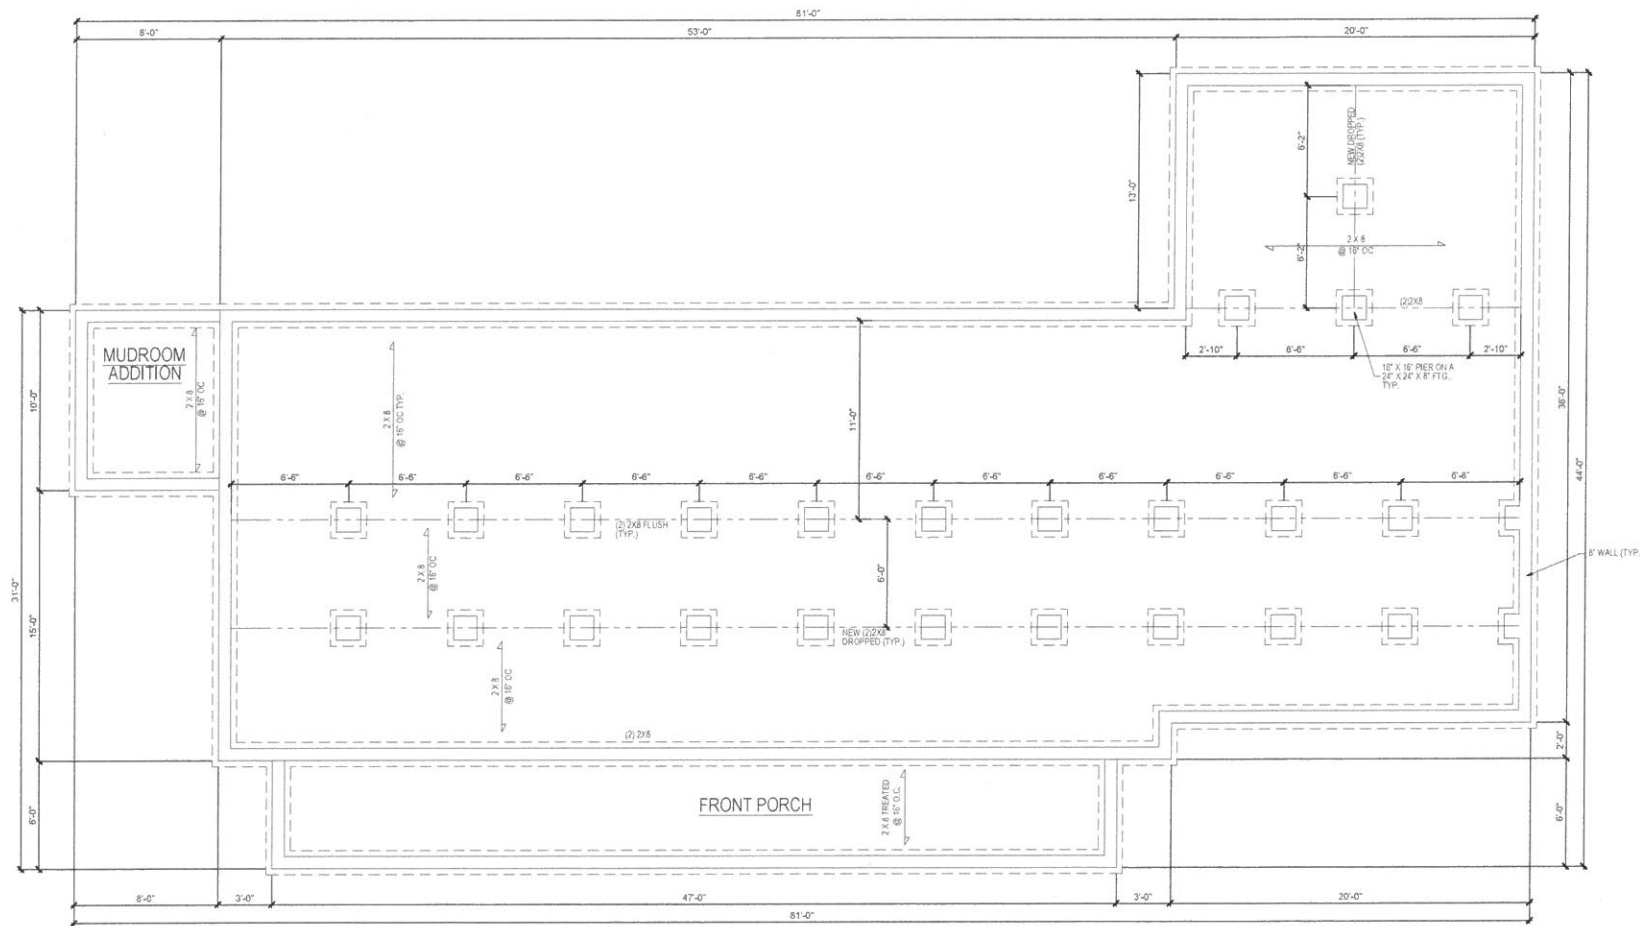 81'-0"
8'-0"
53'-0"
20'-0"
13'-0"
6'-2"
NEW DROPPED
(2)2X8 (TYP.)
6'-2"
2 X 8
@ 16" OC
(2)2X8
2'-10"
6'-6"
6'-6"
2'-10"
16" X 16" PIER ON A
24" X 24" X 8" FTG.,
TYP.
MUDROOM
ADDITION
2 X 8
@ 16" OC
2 X 8
@ 16" OC TYP.
11'-0"
10'-0"
36'-0"
44'-0"
6'-6"
6'-6"
6'-6"
6'-6"
6'-6"
6'-6"
6'-6"
6'-6"
6'-6"
6'-6"
6'-8"
(2) 2X8 FLUSH
(TYP.)
2 X 8
@ 16" OC
6'-0"
8" WALL (TYP.
31'-0"
15'-0"
NEW (2)2X8
DROPPED (TYP.)
2 X 8
@ 16" OC
(2) 2X8
2'-0"
FRONT PORCH
2 X 8 TREATED
@ 16" O.C.
6'-0"
6'-0"
8'-0"
3'-0"
47'-0"
3'-0"
20'-0"
81'-0"